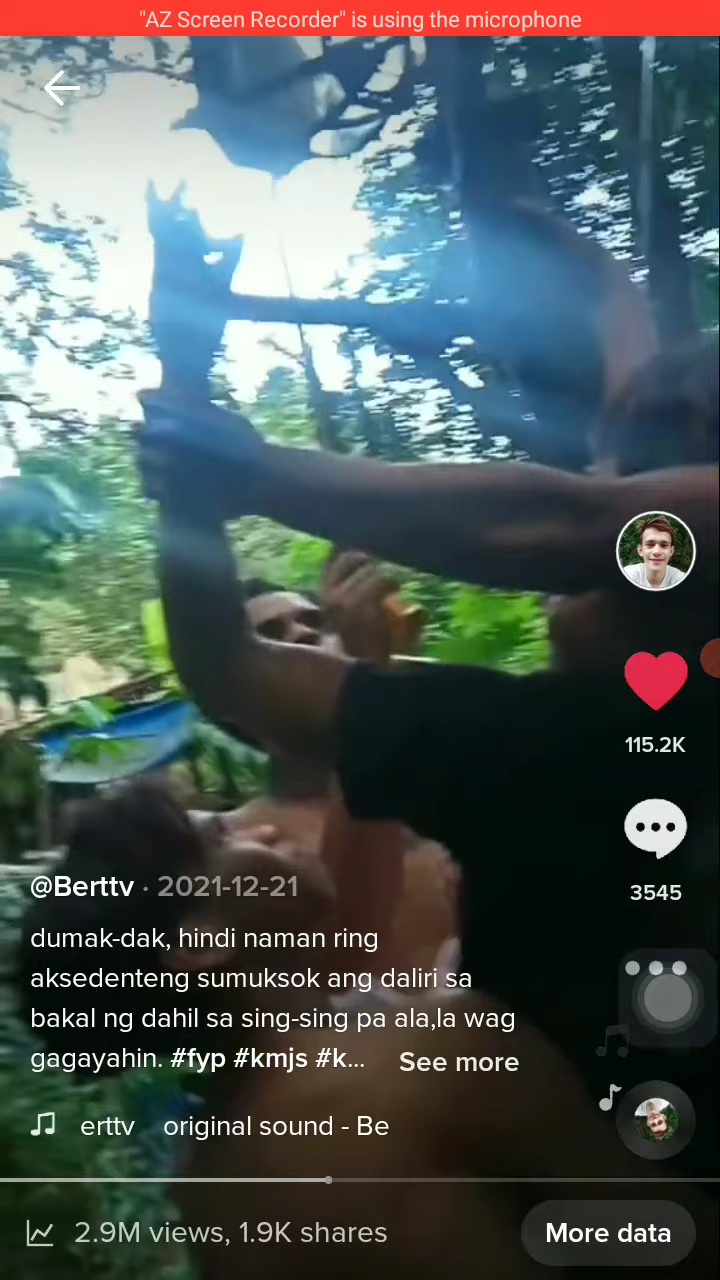 "AZ Screen Recorder" is using the microphone
115.2K
3545
@Berttv · 2021-12-21
dumak-dak, hindi naman ring
aksedenteng sumuksok ang daliri sa
bakal ng dahil sa sing-sing pa ala,la wag
gagayahin. #fyp #kmjs #k... See more
erttv original sound - Be
2.9M views, 1.9K shares
More data